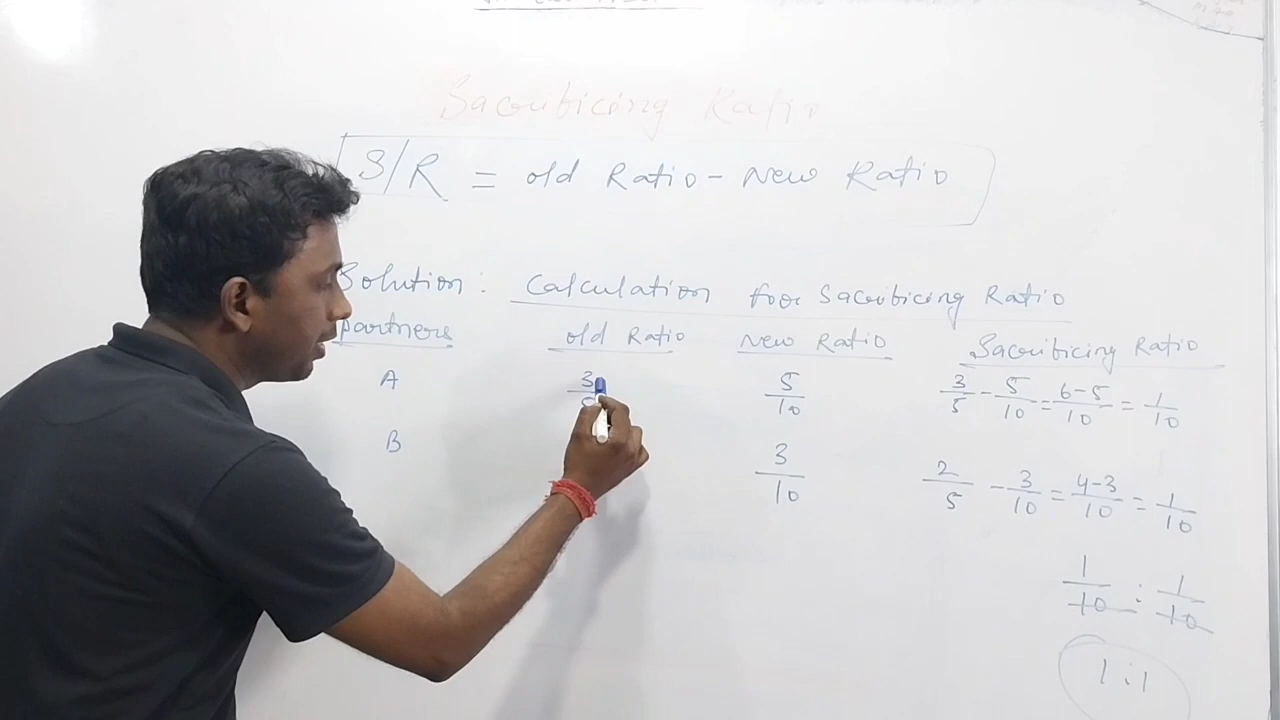 Sacrificing Ratio
S/R = old Ratio - New Ratio
Solution: Calculation for Sacrificing Ratio
partners old Ratio New Ratio Sacrificing Ratio
A 3 5/10 3/5 - 5/10 = 6-5/10 = 1/10
B 3/10 2/5 - 3/10 = 4-3/10 = 1/10
1/10 : 1/10
1:1